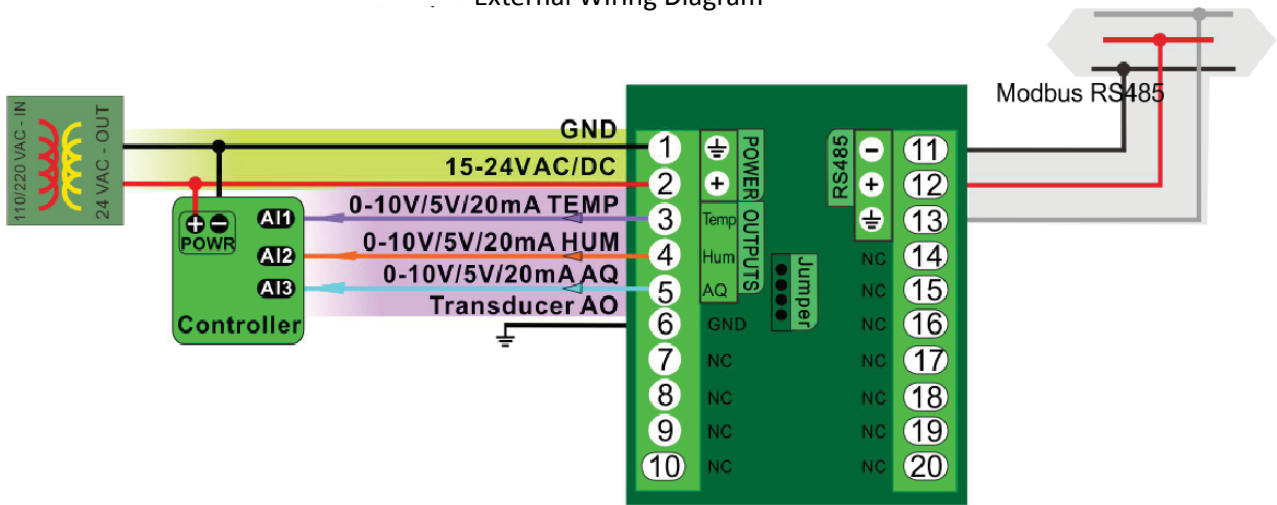 External Wiring Diagram
Modbus RS485
110/220 VAC - IN
24 VAC - OUT
GND
15-24VAC/DC
0-10V/5V/20mA TEMP
0-10V/5V/20mA HUM
0-10V/5V/20mA AQ
Transducer AO
+ −
POWR
AI1
AI2
AI3
Controller
1
2
3
4
5
6
7
8
9
10
+
POWER
Temp
Hum
AQ
OUTPUTS
GND
NC
NC
NC
NC
Jumper
RS485
−
+
NC
NC
NC
NC
NC
NC
NC
11
12
13
14
15
16
17
18
19
20